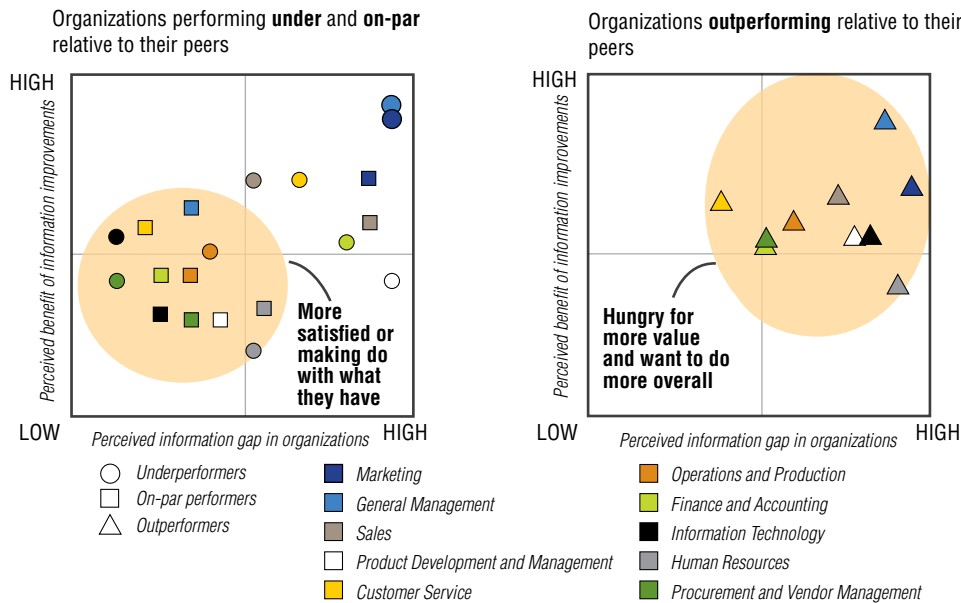 Organizations performing under and on-par
relative to their peers
HIGH
Perceived benefit of information improvements
More
satisfied or
making do
with what
they have
LOW
Perceived information gap in organizations
HIGH
Organizations outperforming relative to their
peers
HIGH
Perceived benefit of information improvements
Hungry for
more value
and want to do
more overall
LOW
Perceived information gap in organizations
HIGH
Underperformers
On-par performers
Outperformers
Marketing
General Management
Sales
Product Development and Management
Customer Service
Operations and Production
Finance and Accounting
Information Technology
Human Resources
Procurement and Vendor Management